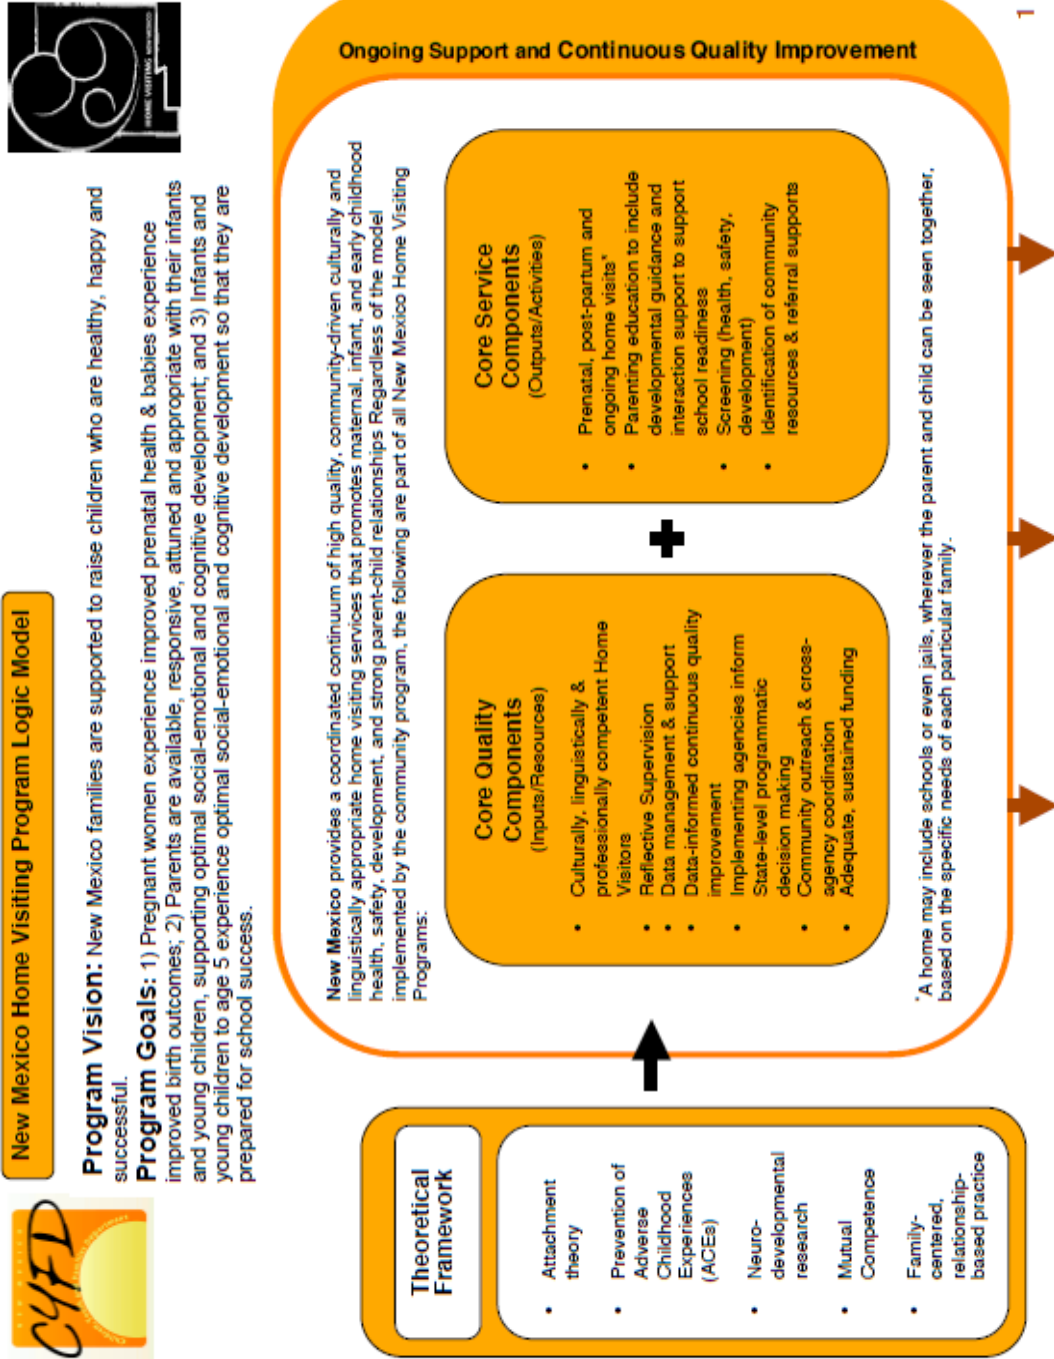 CYFD
New Mexico Home Visiting Program Logic Model
HOME VISITING NEW MEXICO
Program Vision: New Mexico families are supported to raise children who are healthy, happy and
successful.
Program Goals: 1) Pregnant women experience improved prenatal health & babies experience
improved birth outcomes; 2) Parents are available, responsive, attuned and appropriate with their infants
and young children, supporting optimal social-emotional and cognitive development; and 3) Infants and
young children to age 5 experience optimal social-emotional and cognitive development so that they are
prepared for school success.
Theoretical
Framework
• Attachment
theory
• Prevention of
Adverse
Childhood
Experiences
(ACEs)
• Neuro-
developmental
research
• Mutual
Competence
• Family-
centered,
relationship-
based practice
Ongoing Support and Continuous Quality Improvement
New Mexico provides a coordinated continuum of high quality, community-driven culturally and
linguistically appropriate home visiting services that promotes maternal, infant, and early childhood
health, safety, development, and strong parent-child relationships Regardless of the model
implemented by the community program, the following are part of all New Mexico Home Visiting
Programs:
Core Quality
Components
(Inputs/Resources)
• Culturally, linguistically &
professionally competent Home
Visitors
• Reflective Supervision
• Data management & support
• Data-informed continuous quality
improvement
• Implementing agencies inform
State-level programmatic
decision making
• Community outreach & cross-
agency coordination
• Adequate, sustained funding
Core Service
Components
(Outputs/Activities)
• Prenatal, post-partum and
ongoing home visits*
• Parenting education to include
developmental guidance and
interaction support to support
school readiness
• Screening (health, safety,
development)
• Identification of community
resources & referral supports
*A home may include schools or even jails, wherever the parent and child can be seen together,
based on the specific needs of each particular family.
1